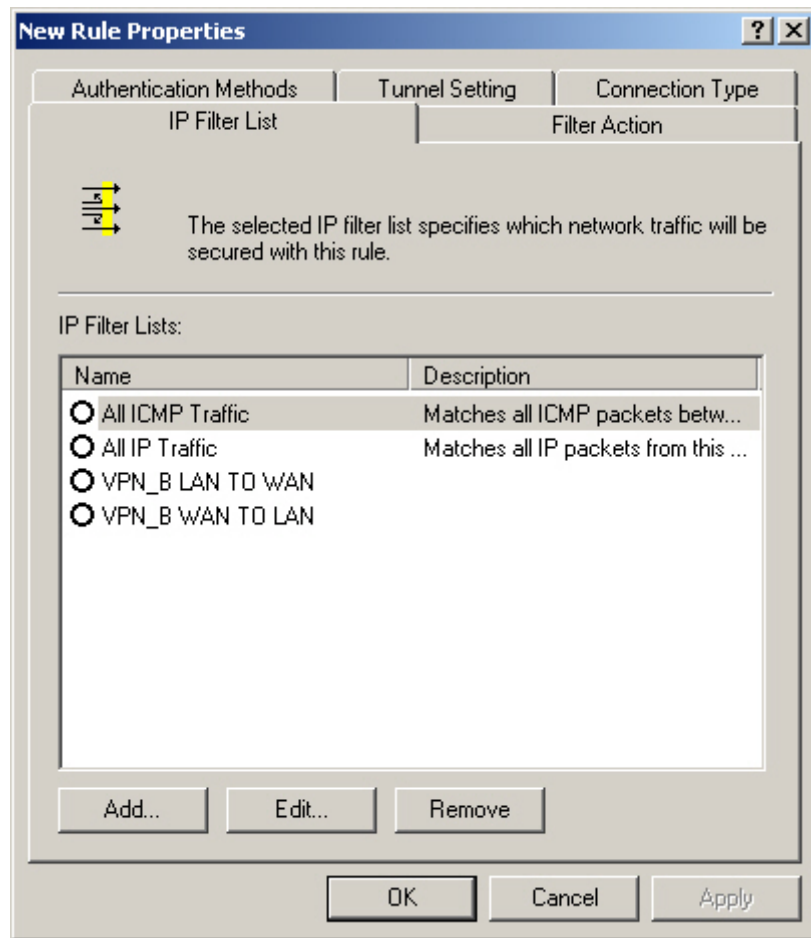 New Rule Properties
Authentication Methods
Tunnel Setting
Connection Type
IP Filter List
Filter Action
The selected IP filter list specifies which network traffic will be
secured with this rule.
IP Filter Lists:
Name Description
All ICMP Traffic Matches all ICMP packets betw...
All IP Traffic Matches all IP packets from this ...
VPN_B LAN TO WAN
VPN_B WAN TO LAN
Add... Edit... Remove
OK Cancel Apply